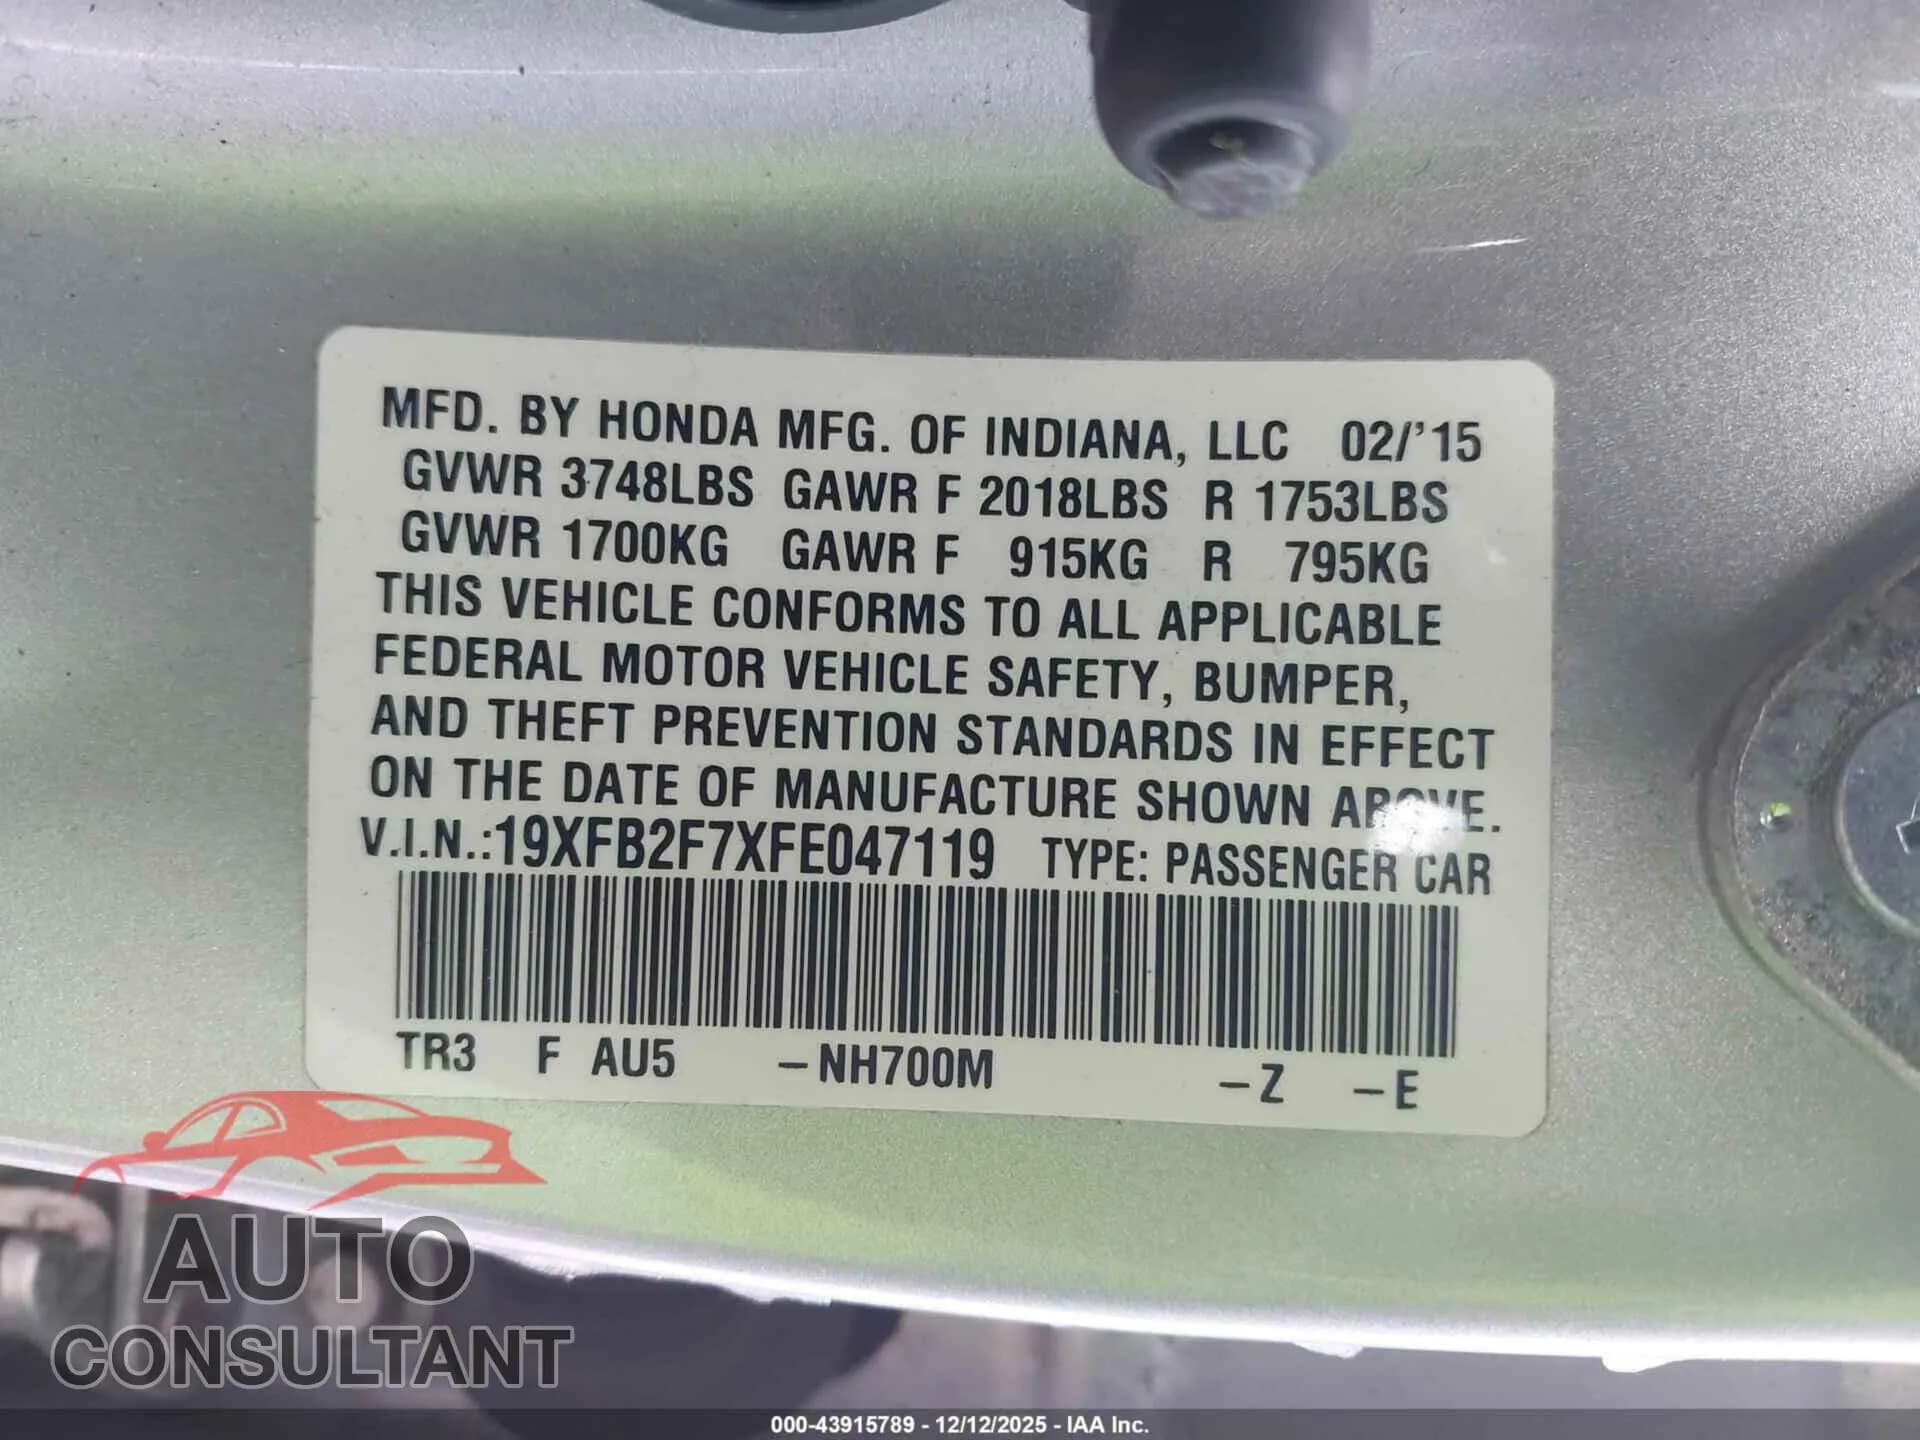 MFD. BY HONDA MFG. OF INDIANA, LLC 02/'15
GVWR 3748LBS GAWR F 2018LBS R 1753LBS
GVWR 1700KG GAWR F 915KG R 795KG
THIS VEHICLE CONFORMS TO ALL APPLICABLE
FEDERAL MOTOR VEHICLE SAFETY, BUMPER,
AND THEFT PREVENTION STANDARDS IN EFFECT
ON THE DATE OF MANUFACTURE SHOWN ABOVE.
V.I.N.:19XFB2F7XFE047119 TYPE: PASSENGER CAR
TR3 F AU5 –NH700M –Z –E
AUTO
CONSULTANT
000-43915789 - 12/12/2025 - IAA Inc.